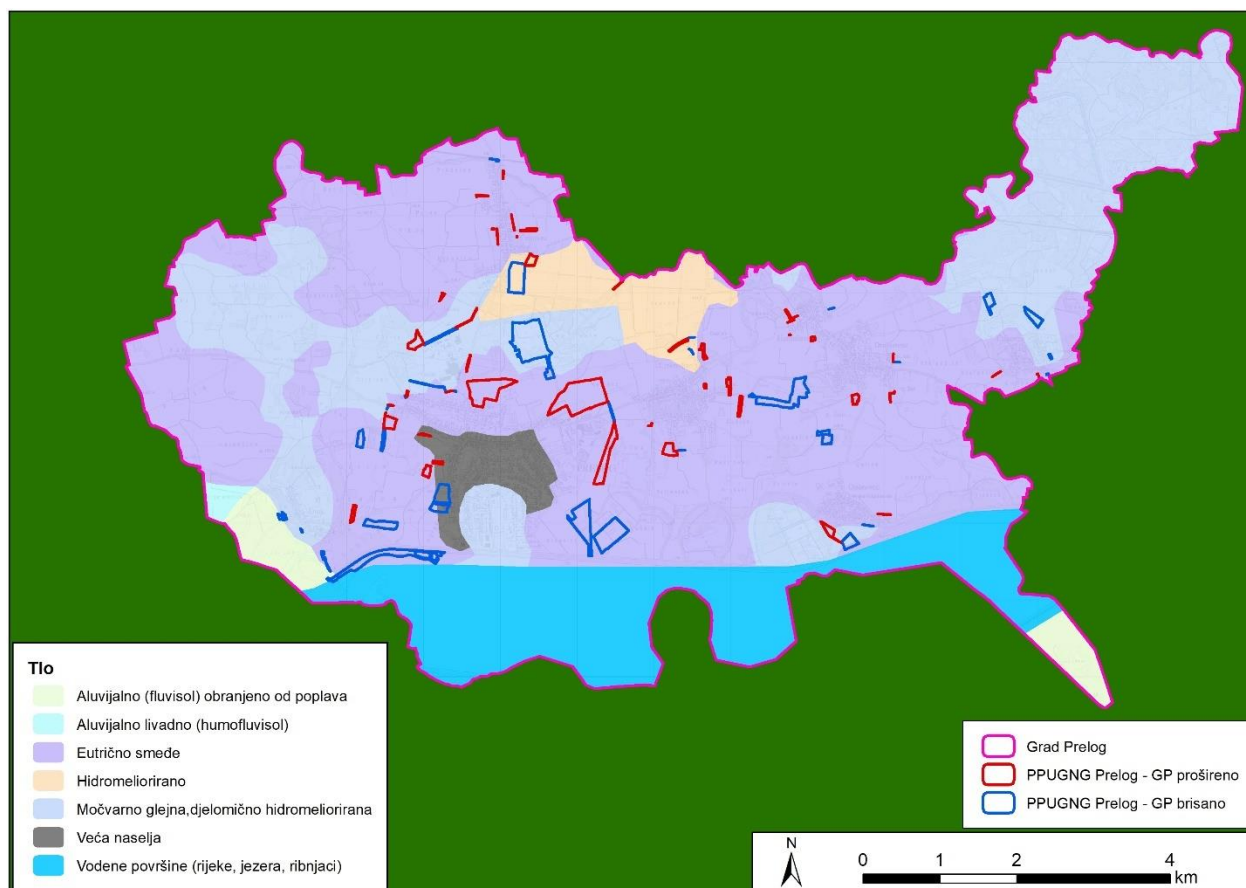 Tlo
Aluvijalno (fluvisol) obranjeno od poplava
Aluvijalno livadno (humofluvisol)
Eutrično smeđe
Hidromeliorirano
Močvarno glejna,djelomično hidromeliorirana
Veća naselja
Vodene površine (rijeke, jezera, ribnjaci)
Grad Prelog
PPUGNG Prelog - GP prošireno
PPUGNG Prelog - GP brisano
N
0 1 2 4
km